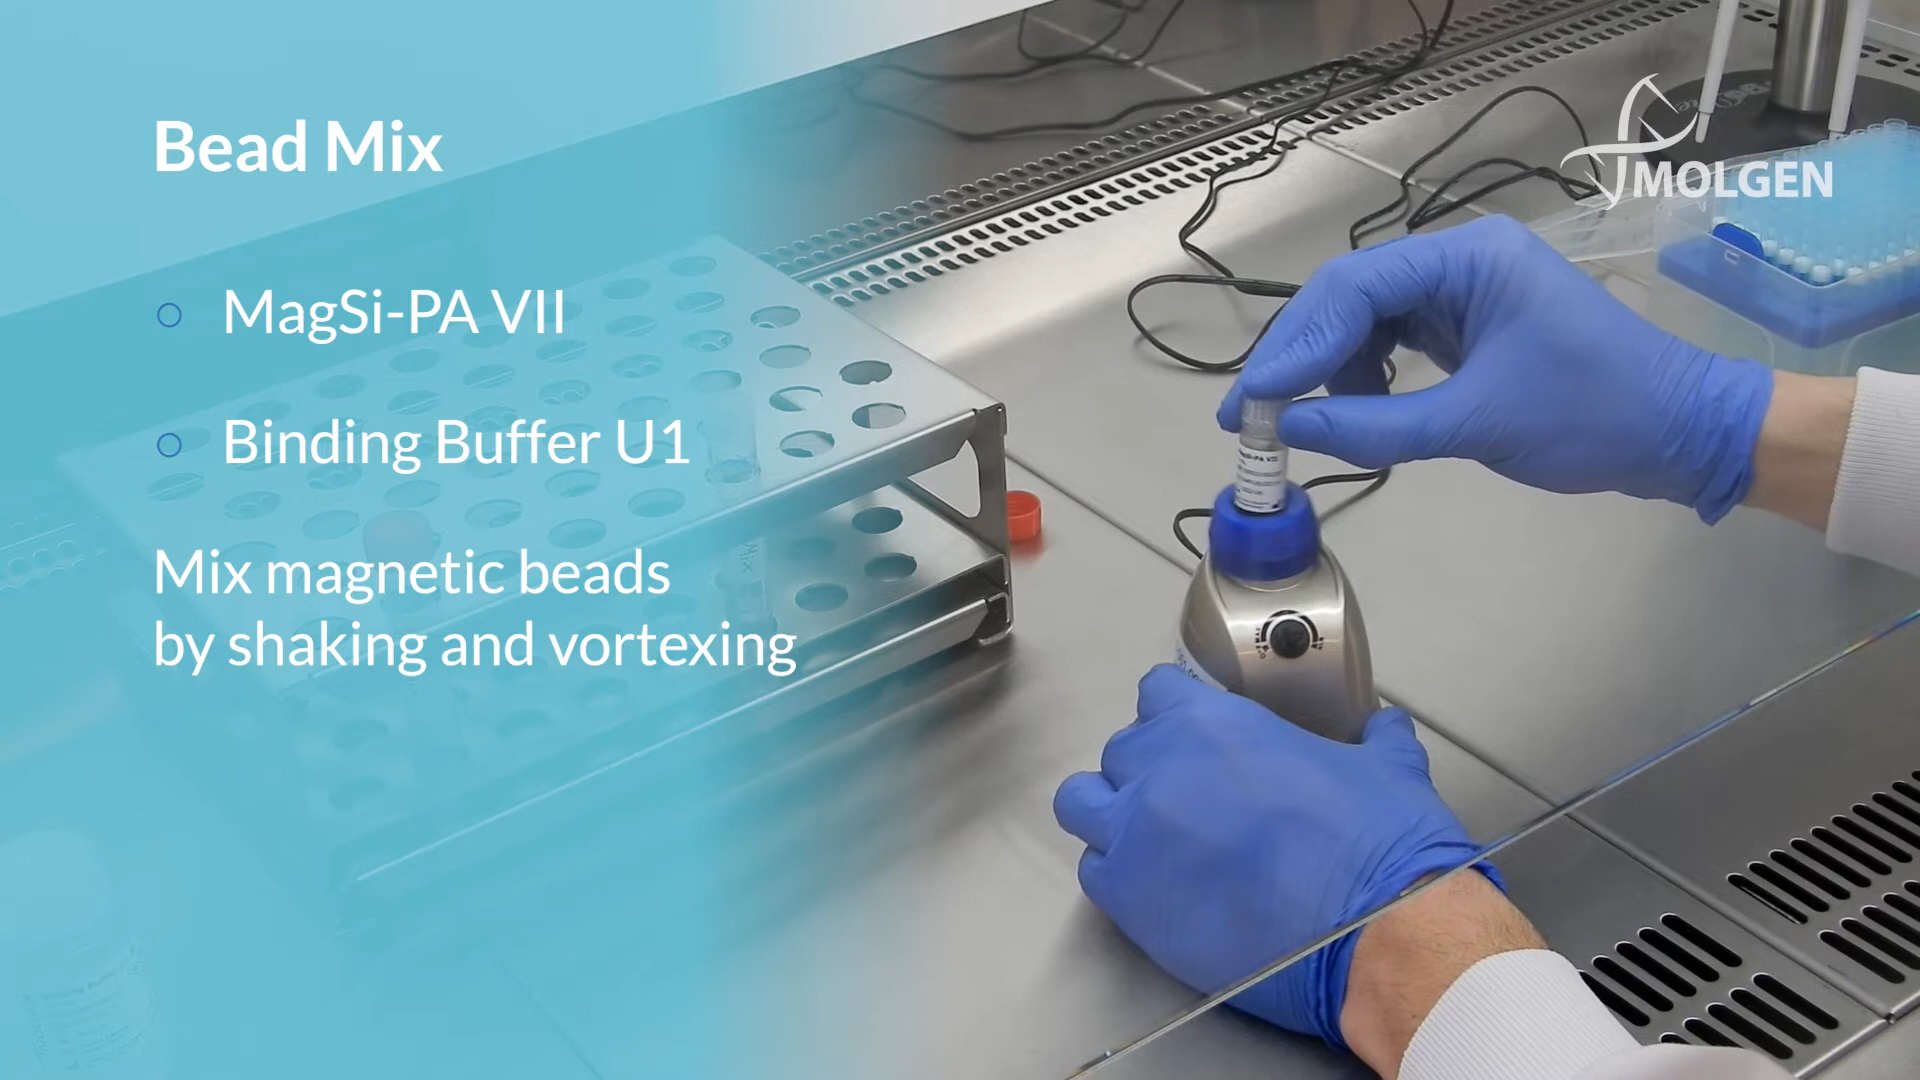 Bead Mix
MOLGEN
MagSi-PA VII
Binding Buffer U1
Mix magnetic beads
by shaking and vortexing